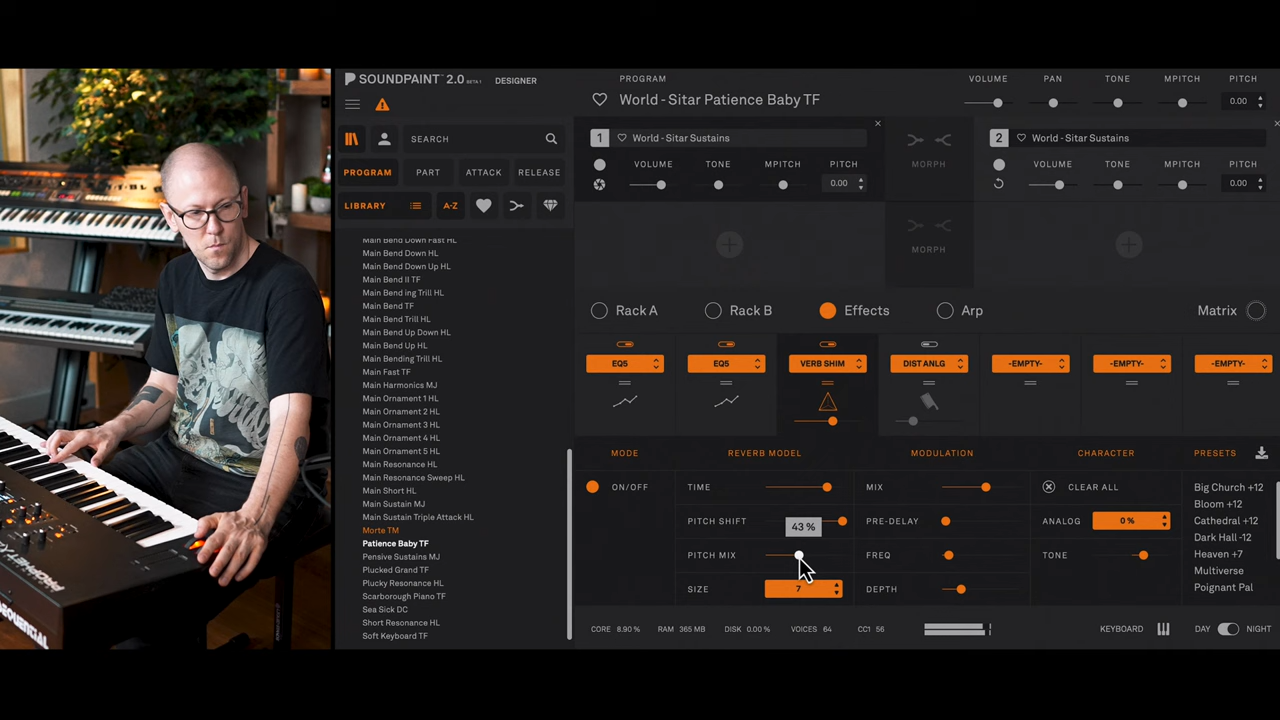 SOUNDPAINT™ 2.0 BETA 1 DESIGNER
PROGRAM
World - Sitar Patience Baby TF
VOLUME PAN TONE MPITCH PITCH
0.00
SEARCH
PROGRAM PART ATTACK RELEASE
LIBRARY A-Z
Main Bend Down Fast HL
Main Bend Down HL
Main Bend Down Up HL
Main Bend II TF
Main Bend ing Trill HL
Main Bend TF
Main Bend Trill HL
Main Bend Up Down HL
Main Bend Up HL
Main Bending Trill HL
Main Fast TF
Main Harmonics MJ
Main Ornament 1 HL
Main Ornament 2 HL
Main Ornament 3 HL
Main Ornament 4 HL
Main Ornament 5 HL
Main Resonance HL
Main Resonance Sweep HL
Main Short HL
Main Sustain MJ
Main Sustain Triple Attack HL
Morte TM
Patience Baby TF
Pensive Sustains MJ
Plucked Grand TF
Plucky Resonance HL
Scarborough Piano TF
Sea Sick DC
Short Resonance HL
Soft Keyboard TF
1 World - Sitar Sustains
VOLUME TONE MPITCH PITCH
0.00
MORPH
MORPH
2 World - Sitar Sustains
VOLUME TONE MPITCH PITCH
0.00
Rack A Rack B Effects Arp Matrix
EQ5 EQ5 VERB SHIM DIST ANLG -EMPTY- -EMPTY- -EMPTY-
MODE REVERB MODEL MODULATION CHARACTER PRESETS
ON/OFF
TIME
PITCH SHIFT
43 %
PITCH MIX
SIZE 7
MIX
PRE-DELAY
FREQ
DEPTH
CLEAR ALL
ANALOG 0 %
TONE
Big Church +12
Bloom +12
Cathedral +12
Dark Hall -12
Heaven +7
Multiverse
Poignant Pal
CORE 8.90 % RAM 365 MB DISK 0.00 % VOICES 64 CC1 56 KEYBOARD DAY NIGHT
SEQUENTIAL